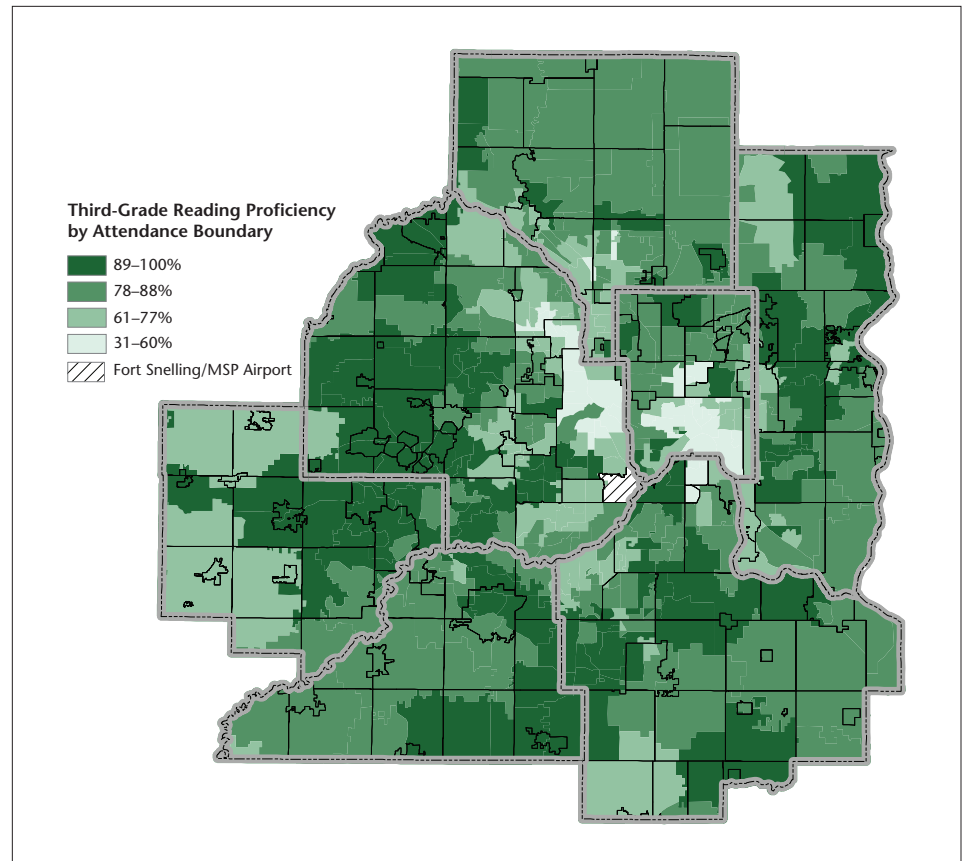 Third-Grade Reading Proficiency
by Attendance Boundary
89–100%
78–88%
61–77%
31–60%
Fort Snelling/MSP Airport